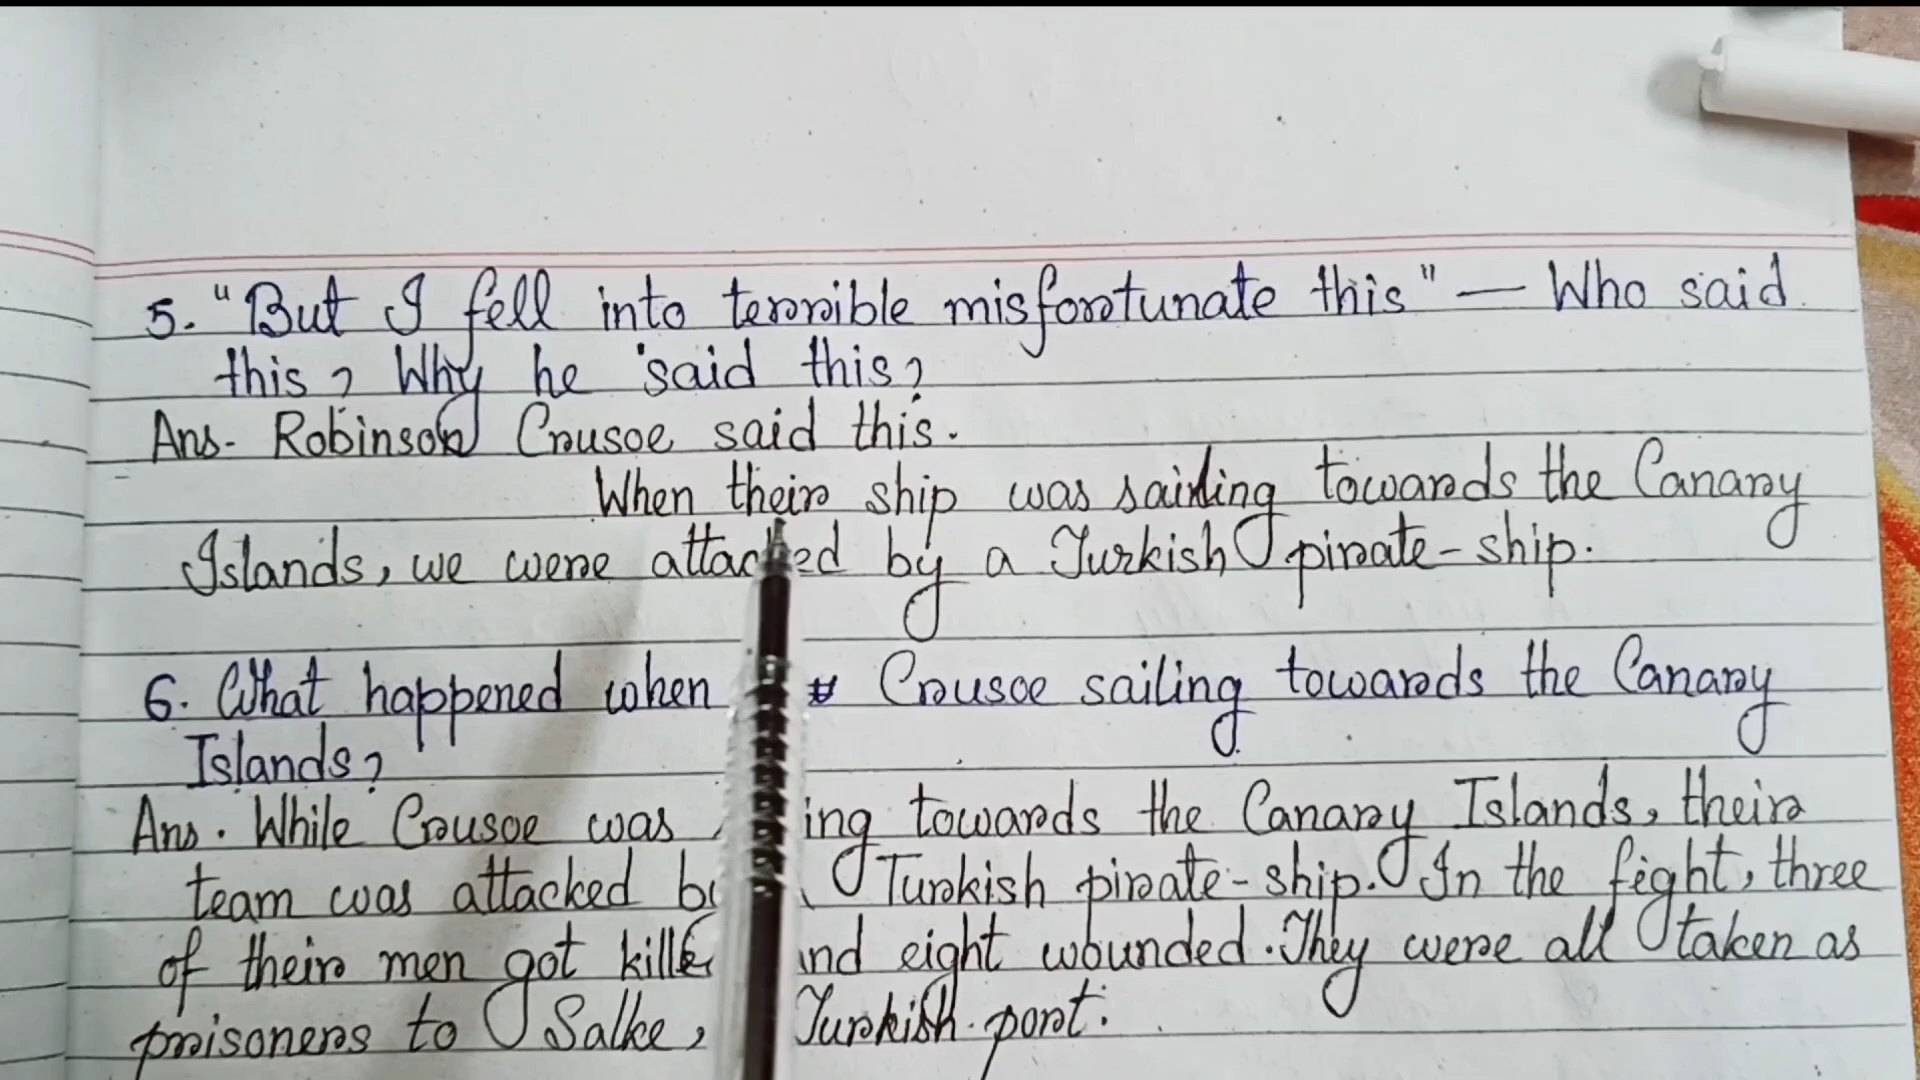 5. "But I fell into terrible misfortunate this" — Who said
this? Why he said this?
Ans- Robinson Crusoe said this.
When their ship was sailing towards the Canary
Islands, we were attacked by a Turkish pirate-ship.
6. What happened when Crusoe sailing towards the Canary
Islands?
Ans. While Crusoe was ing towards the Canary Islands, their
team was attacked Turkish pirate-ship. In the fight, three
of their men got eight wounded. They were all taken as
prisoners to Turkish port.